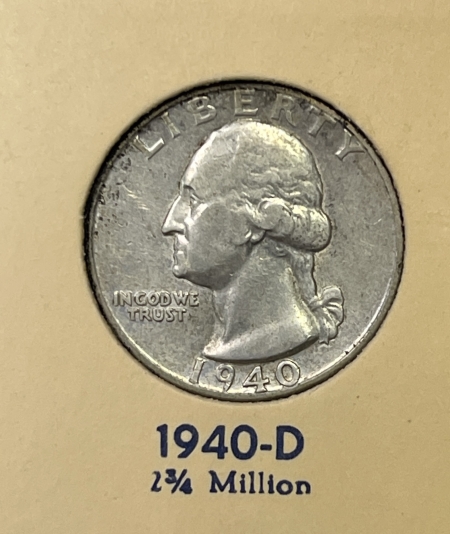 LIBERTY
IN GOD WE
TRUST
1940
1940-D
2¾ Million